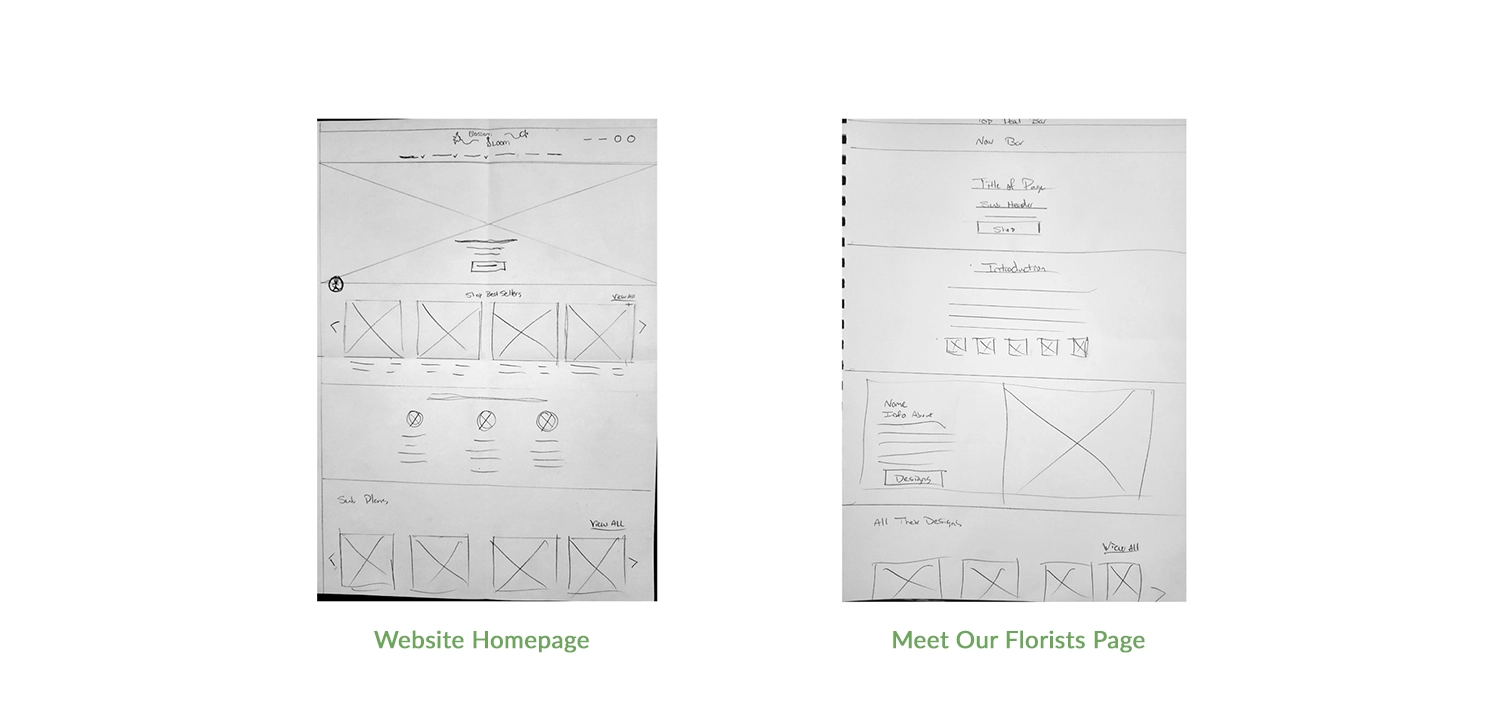 Blossom
Bloom
Shop Best Sellers
View All
Sub Plans
View All
Website Homepage
Top Head Bar
Nav Bar
Title of Page
Sub Header
Shop
Introduction
Name
Info About
Designs
All Their Designs
View All
Meet Our Florists Page